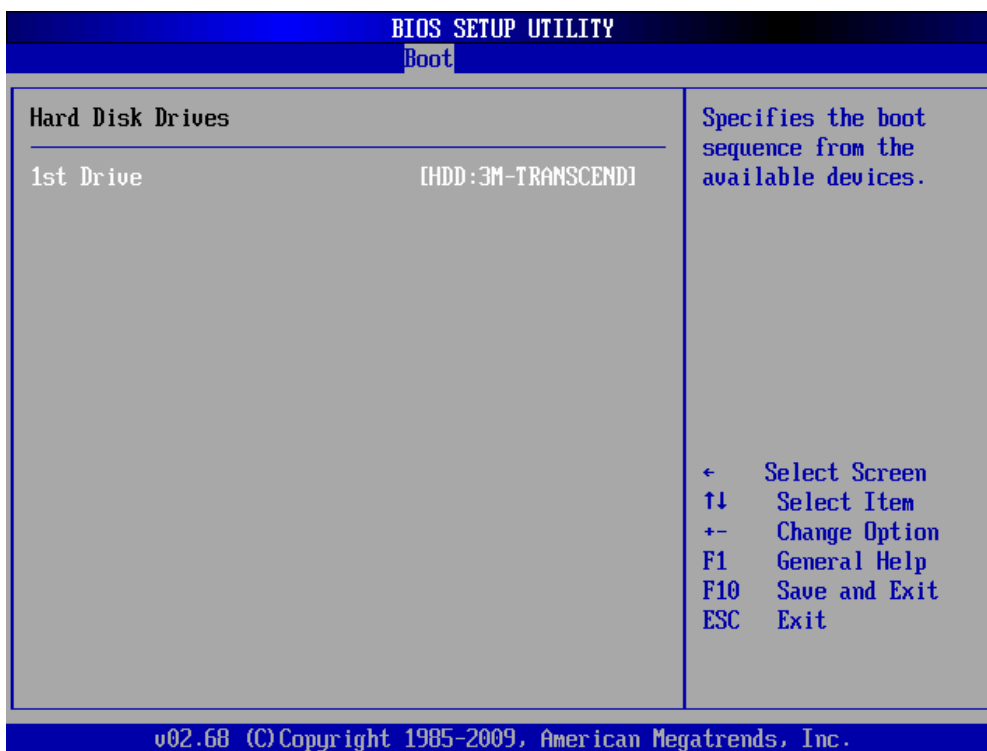 BIOS SETUP UTILITY
Boot
Hard Disk Drives
1st Drive [HDD:3M-TRANSCEND]
Specifies the boot
sequence from the
available devices.
← Select Screen
↑↓ Select Item
+- Change Option
F1 General Help
F10 Save and Exit
ESC Exit
v02.68 (C)Copyright 1985-2009, American Megatrends, Inc.